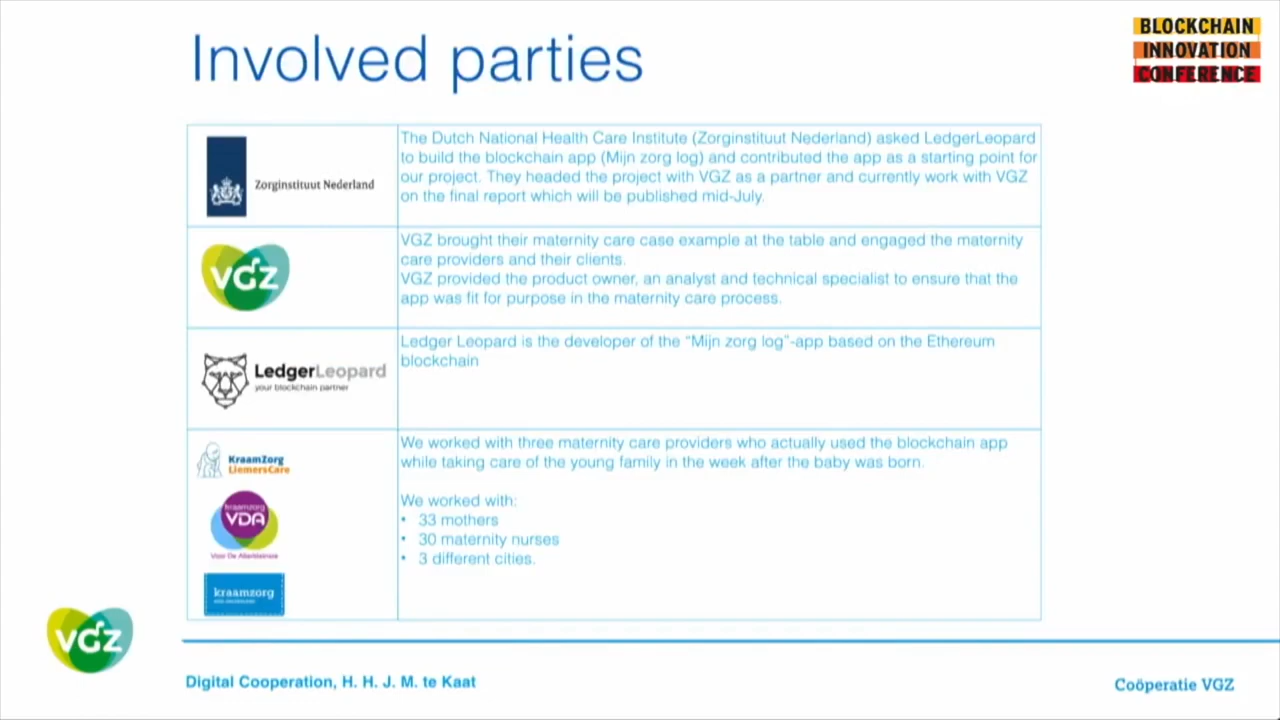 Involved parties
BLOCKCHAIN
INNOVATION
CONFERENCE
Zorginstituut Nederland
The Dutch National Health Care Institute (Zorginstituut Nederland) asked LedgerLeopard
to build the blockchain app (Mijn zorg log) and contributed the app as a starting point for
our project. They headed the project with VGZ as a partner and currently work with VGZ
on the final report which will be published mid-July.
VGZ
VGZ brought their maternity care case example at the table and engaged the maternity
care providers and their clients.
VGZ provided the product owner, an analyst and technical specialist to ensure that the
app was fit for purpose in the maternity care process.
LedgerLeopard
your blockchain partner
Ledger Leopard is the developer of the “Mijn zorg log”-app based on the Ethereum
blockchain
KraamZorg
LiemersCare
kraamzorg
VDA
Voor De Allerkleinste
kraamzorg
We worked with three maternity care providers who actually used the blockchain app
while taking care of the young family in the week after the baby was born.
We worked with:
• 33 mothers
• 30 maternity nurses
• 3 different cities.
VGZ
Digital Cooperation, H. H. J. M. te Kaat
Coöperatie VGZ